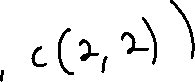 , c(2, 2))